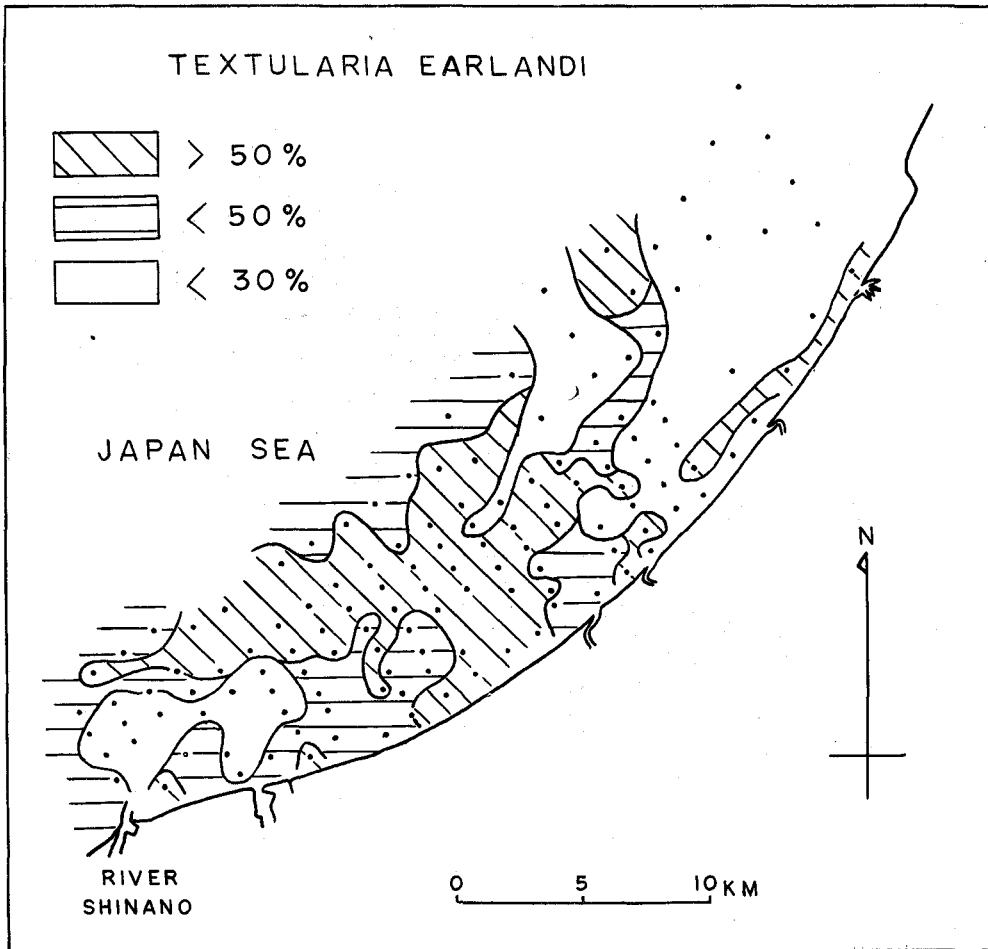 TEXTULARIA EARLANDI
> 50%
< 50%
< 30%
JAPAN SEA
N
RIVER
SHINANO
0 5 10 KM